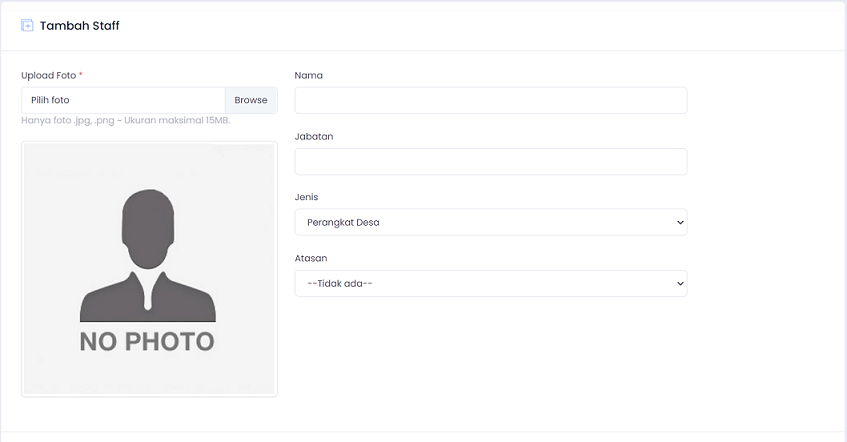 Tambah Staff
Upload Foto *
Pilih foto
Browse
Hanya foto .jpg, .png - Ukuran maksimal 15MB.
NO PHOTO
Nama
Jabatan
Jenis
Perangkat Desa
Atasan
--Tidak ada--